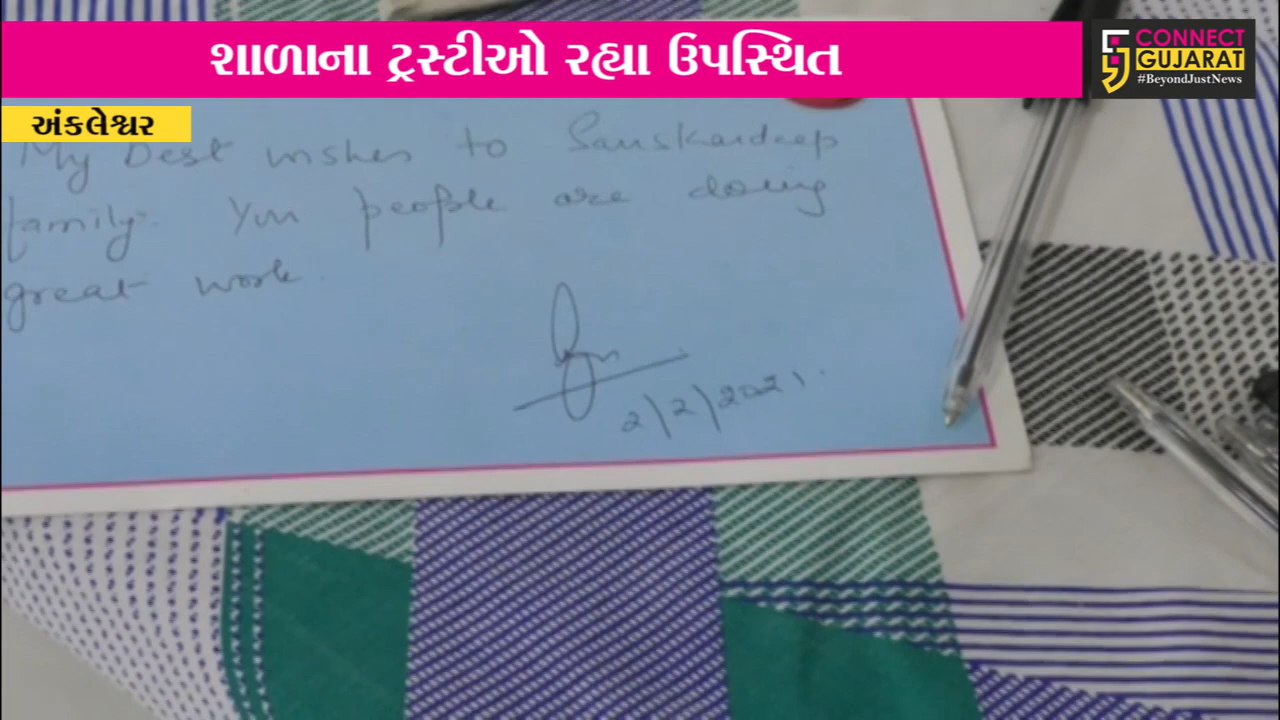 શાળાના ટ્રસ્ટીઓ રહ્યા ઉપસ્થિત
CONNECT
GUJARAT
#BeyondJustNews
અંકલેશ્વર
My best wishes to Sanskardeep
family. You people are doing
great work.
2/2/2021.